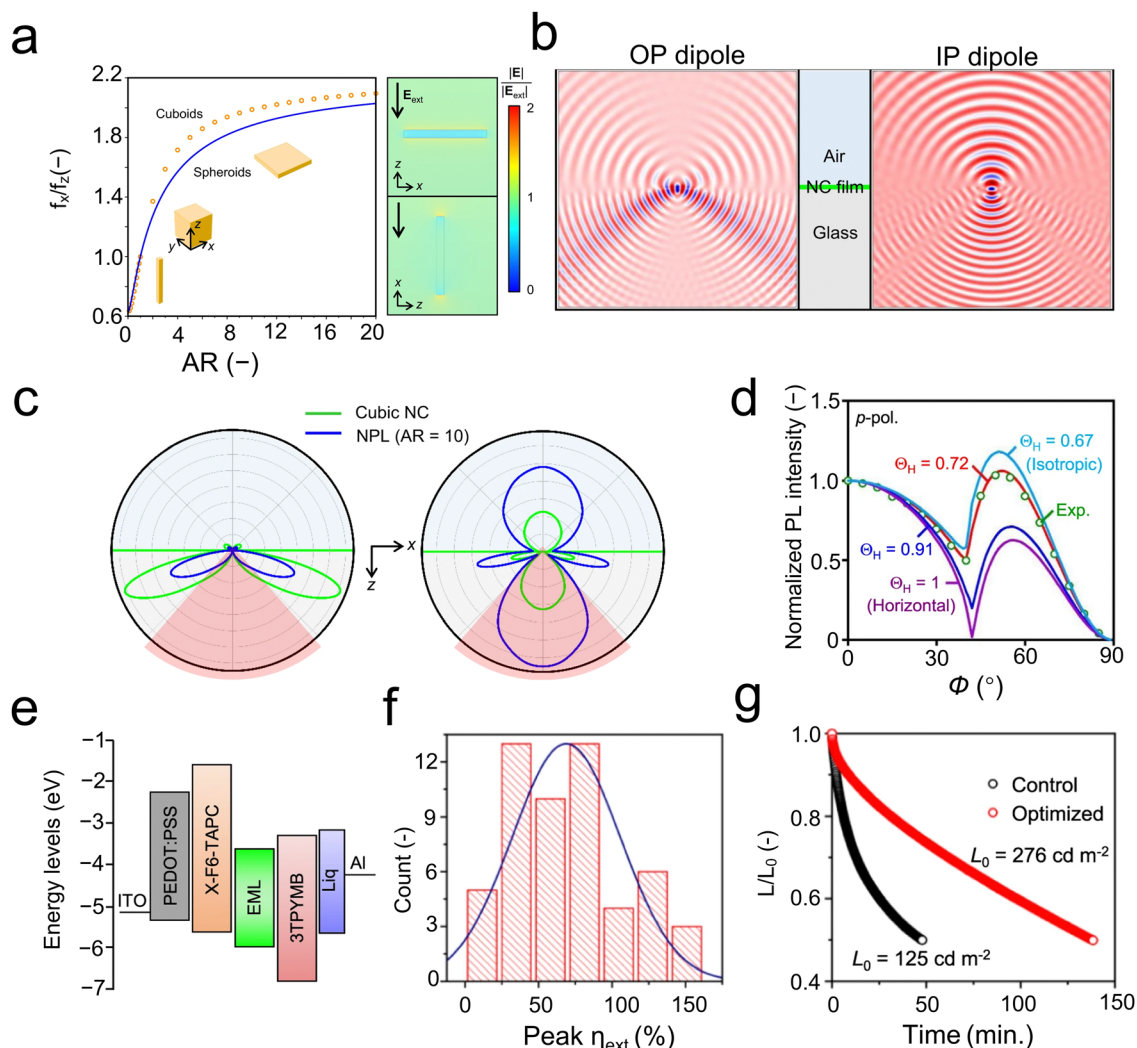 a
2.2
1.8
1.4
1.0
0.6
f_x/f_z(−)
0 4 8 12 16 20
AR (−)
Cuboids
Spheroids
z
y x
E_ext
z
x
x
z
|E|
|E_ext|
2
1
0
b
OP dipole
IP dipole
Air
NC film
Glass
c
Cubic NC
NPL (AR = 10)
x
z
d
Normalized PL intensity (−)
1.5
1.0
0.5
0
p-pol.
Θ_H = 0.67
(Isotropic)
Θ_H = 0.72
Exp.
Θ_H = 0.91
Θ_H = 1
(Horizontal)
0 30 60 90
Φ (°)
e
Energy levels (eV)
−1
−2
−3
−4
−5
−6
−7
ITO
PEDOT:PSS
X-F6-TAPC
EML
3TPYMB
Liq
Al
f
Count (-)
12
9
6
3
0
0 50 100 150
Peak η_ext (%)
g
L/L₀ (-)
1.0
0.8
0.6
0.4
Control
Optimized
L₀ = 276 cd m⁻²
L₀ = 125 cd m⁻²
0 50 100 150
Time (min.)